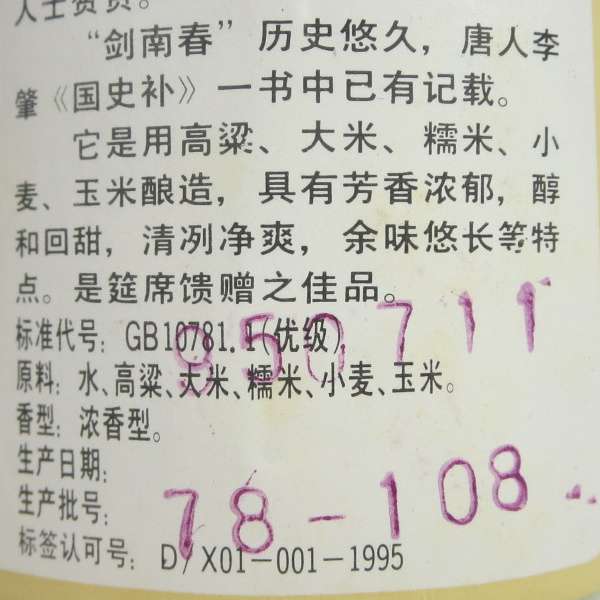 人士赞赏。
“剑南春”历史悠久，唐人李
肇《国史补》一书中已有记载。
它是用高粱、大米、糯米、小
麦、玉米酿造，具有芳香浓郁，醇
和回甜，清冽净爽，余味悠长等特
点。是筵席馈赠之佳品。
标准代号：GB10781.1(优级)
950711
原料：水、高粱、大米、糯米、小麦、玉米。
香型：浓香型。
生产日期：
生产批号：
78-108
标签认可号：D/X01-001-1995